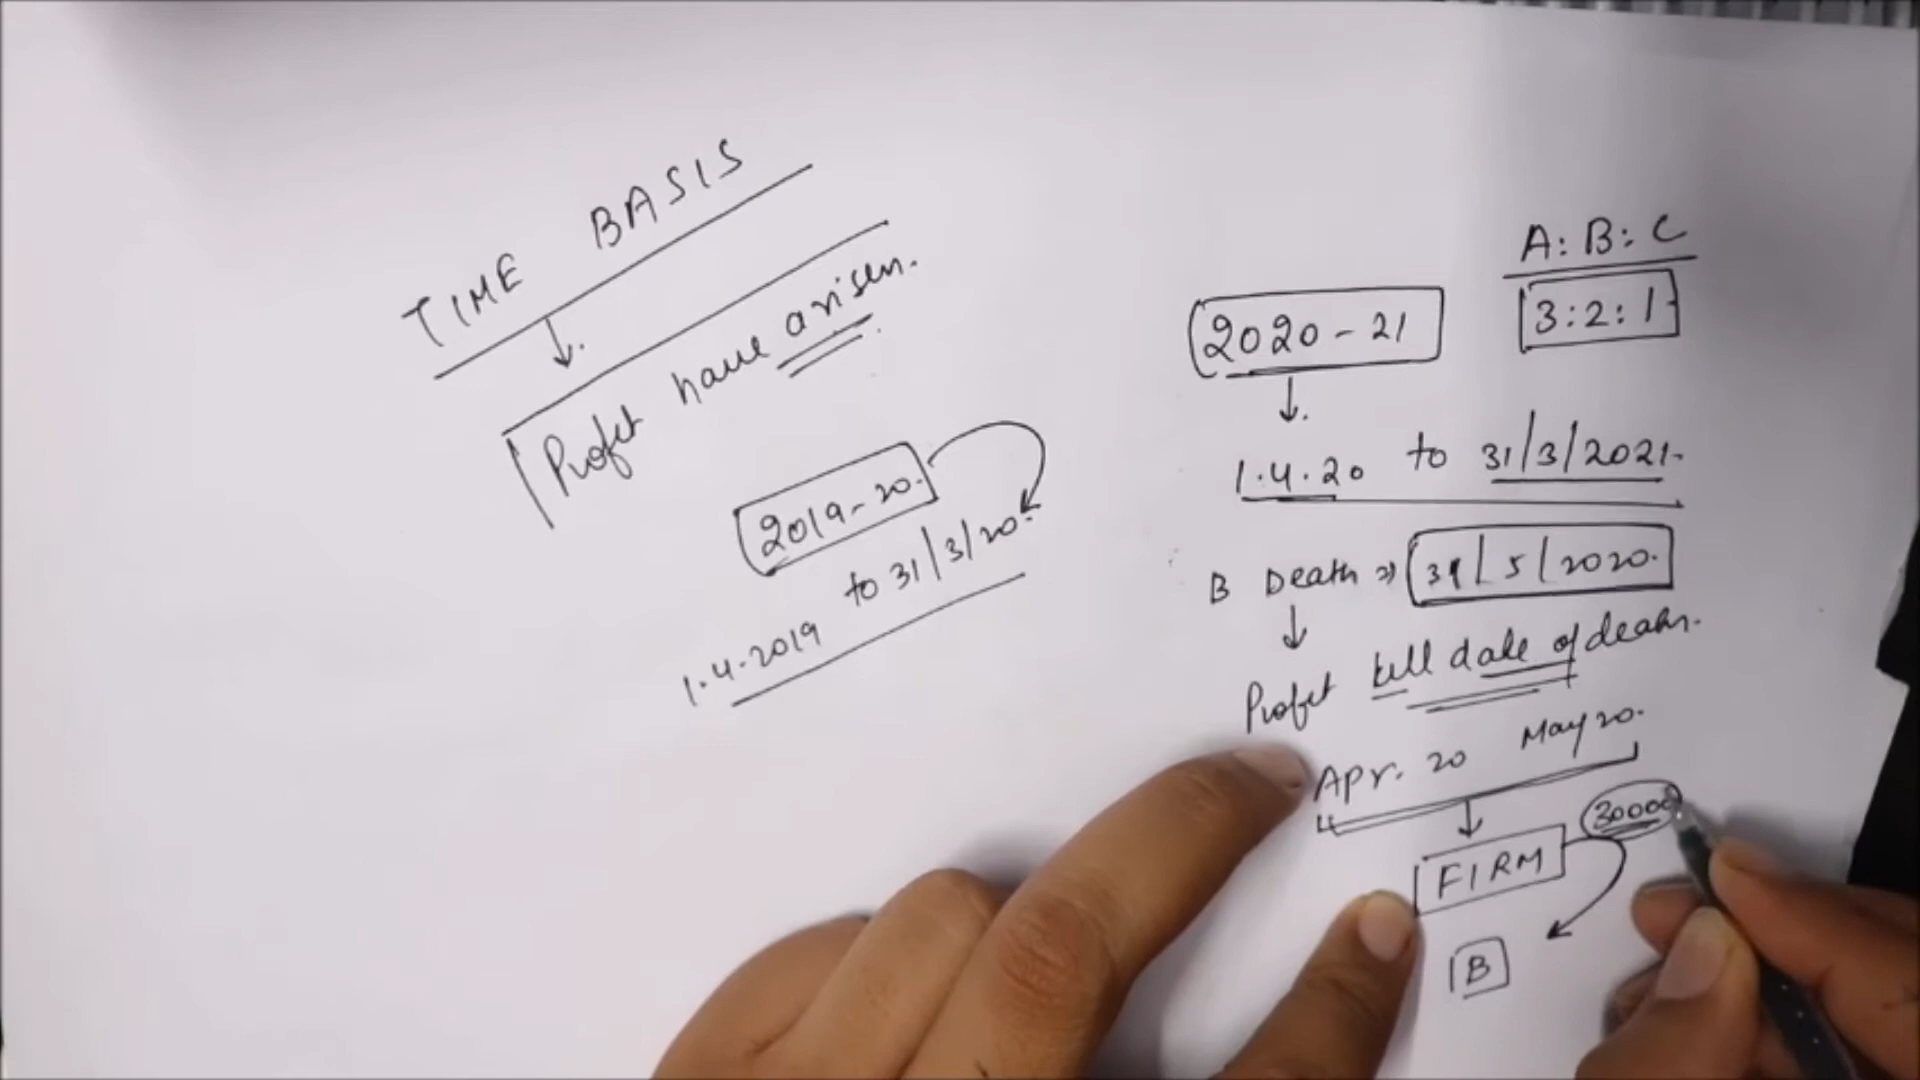 TIME BASIS
Profit have arisen.
2019-20.
1.4.2019 to 31/3/20.
A:B:C
3:2:1
2020-21
1.4.20 to 31/3/2021.
B Death ⇒ 31/5/2020.
Profit till date of death.
Apr. 20 May 20.
30000
FIRM
B